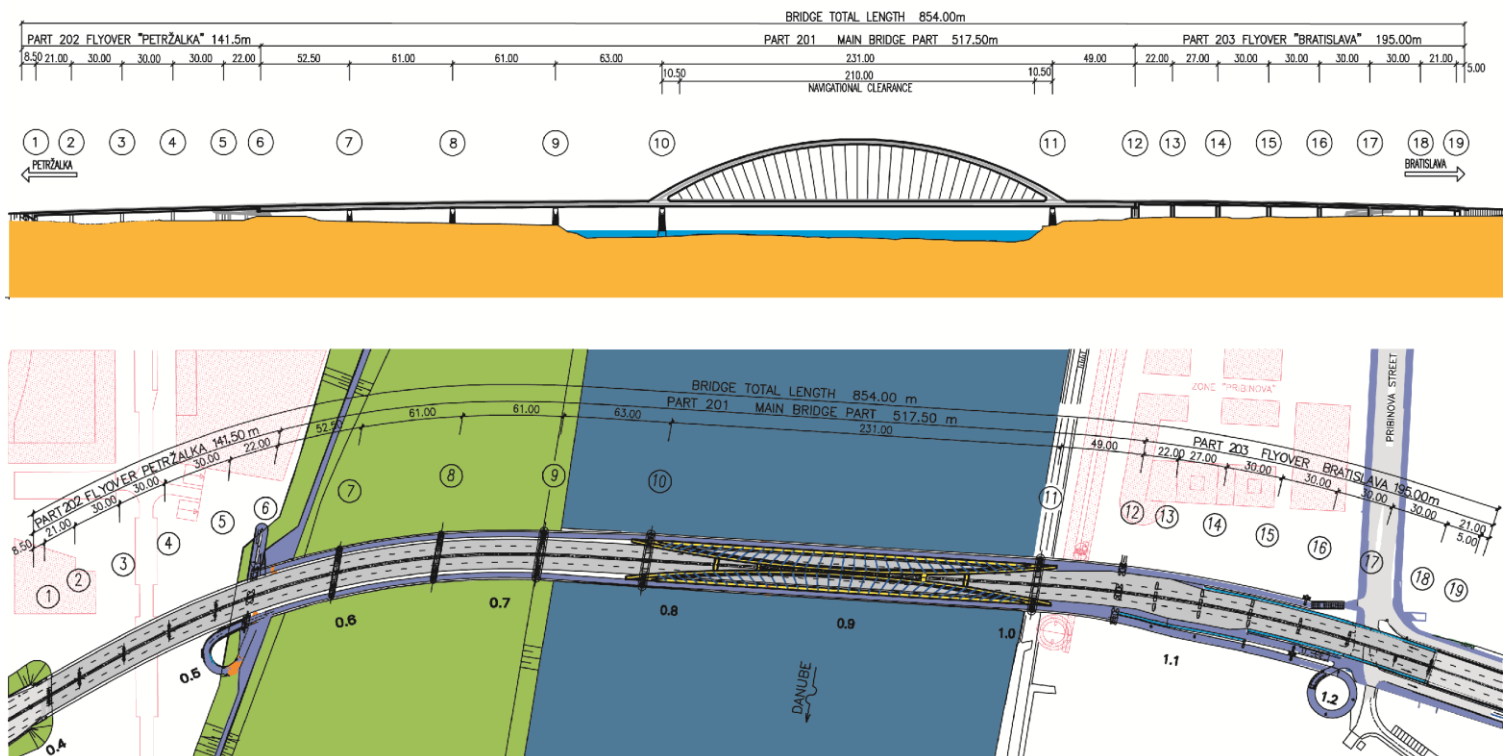 BRIDGE TOTAL LENGTH 854.00m
PART 202 FLYOVER "PETRŽALKA" 141.5m
PART 201 MAIN BRIDGE PART 517.50m
PART 203 FLYOVER "BRATISLAVA" 195.00m
8.50 21.00 30.00 30.00 30.00 22.00 52.50 61.00 61.00 63.00 231.00 49.00 22.00 27.00 30.00 30.00 30.00 30.00 21.00 5.00
10.50 210.00 10.50
NAVIGATIONAL CLEARANCE
1 2 3 4 5 6 7 8 9 10 11 12 13 14 15 16 17 18 19
PETRŽALKA
BRATISLAVA
BRIDGE TOTAL LENGTH 854.00 m
PART 201 MAIN BRIDGE PART 517.50 m
PART 202 FLYOVER PETRŽALKA 141.50 m
PART 203 FLYOVER BRATISLAVA 195.00m
8.50 21.00 30.00 30.00 30.00 22.00 52.50 61.00 61.00 63.00 231.00 49.00 22.00 27.00 30.00 30.00 30.00 30.00 21.00 5.00
ZONE "PRIBINOVA"
PRIBINOVA STREET
1 2 3 4 5 6 7 8 9 10 11 12 13 14 15 16 17 18 19
0.4 0.5 0.6 0.7 0.8 0.9 1.0 1.1 1.2
DANUBE